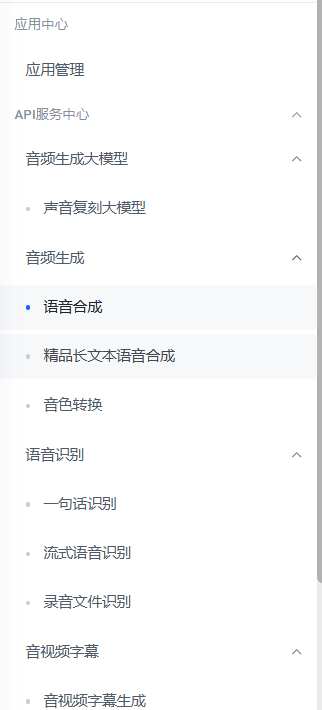 应用中心
应用管理
API服务中心
音频生成大模型
声音复刻大模型
音频生成
语音合成
精品长文本语音合成
音色转换
语音识别
一句话识别
流式语音识别
录音文件识别
音视频字幕
音视频字幕生成